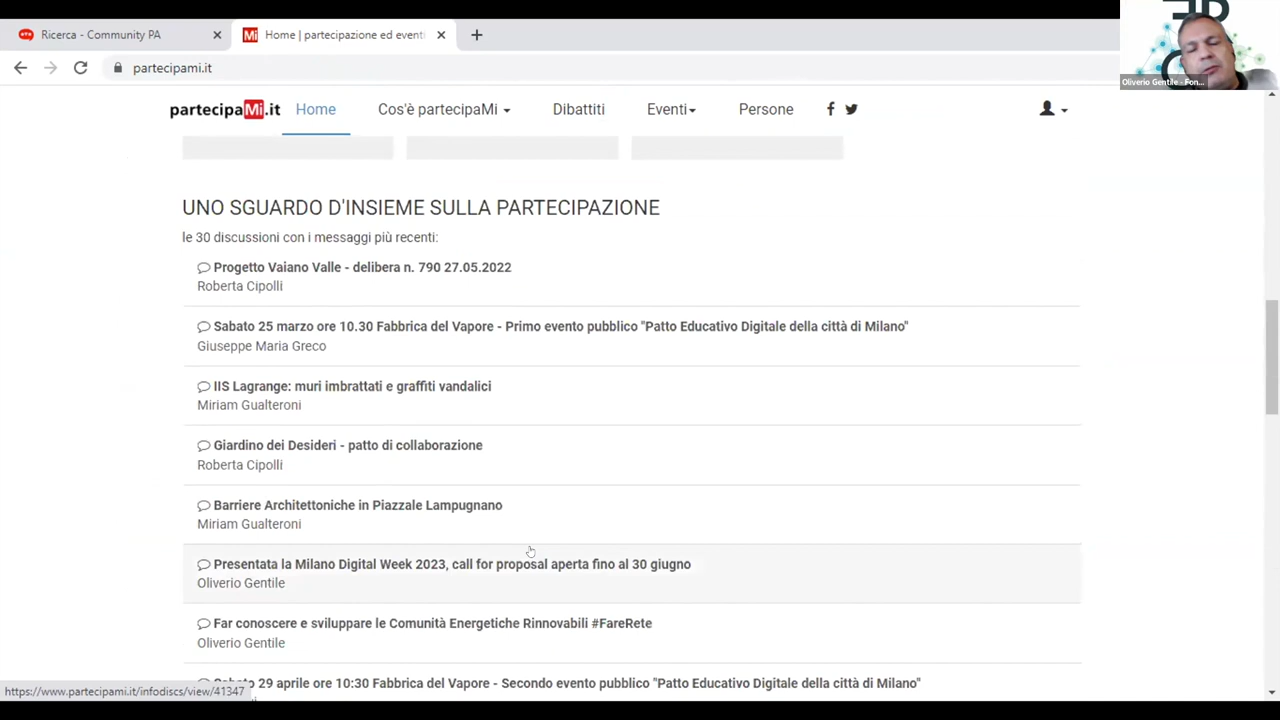 Ricerca - Community PA
Mi Home | partecipazione ed eventi
partecipami.it
Oliverio Gentile - Fon...
partecipaMi.it Home Cos'è partecipaMi Dibattiti Eventi Persone
UNO SGUARDO D'INSIEME SULLA PARTECIPAZIONE
le 30 discussioni con i messaggi più recenti:
Progetto Vaiano Valle - delibera n. 790 27.05.2022
Roberta Cipolli
Sabato 25 marzo ore 10.30 Fabbrica del Vapore - Primo evento pubblico "Patto Educativo Digitale della città di Milano"
Giuseppe Maria Greco
IIS Lagrange: muri imbrattati e graffiti vandalici
Miriam Gualteroni
Giardino dei Desideri - patto di collaborazione
Roberta Cipolli
Barriere Architettoniche in Piazzale Lampugnano
Miriam Gualteroni
Presentata la Milano Digital Week 2023, call for proposal aperta fino al 30 giugno
Oliverio Gentile
Far conoscere e sviluppare le Comunità Energetiche Rinnovabili #FareRete
Oliverio Gentile
29 aprile ore 10:30 Fabbrica del Vapore - Secondo evento pubblico "Patto Educativo Digitale della città di Milano"
https://www.partecipami.it/infodiscs/view/41347